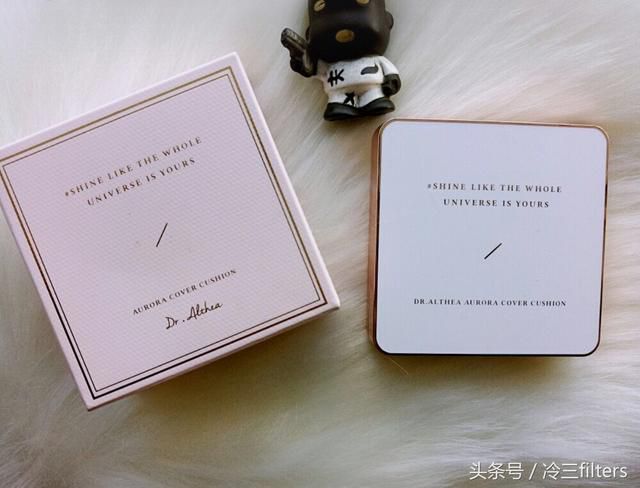 #SHINE LIKE THE WHOLE
UNIVERSE IS YOURS
AURORA COVER CUSHION
Dr. Althea
#SHINE LIKE THE WHOLE
UNIVERSE IS YOURS
DR.ALTHEA AURORA COVER CUSHION
头条号 / 冷三filters